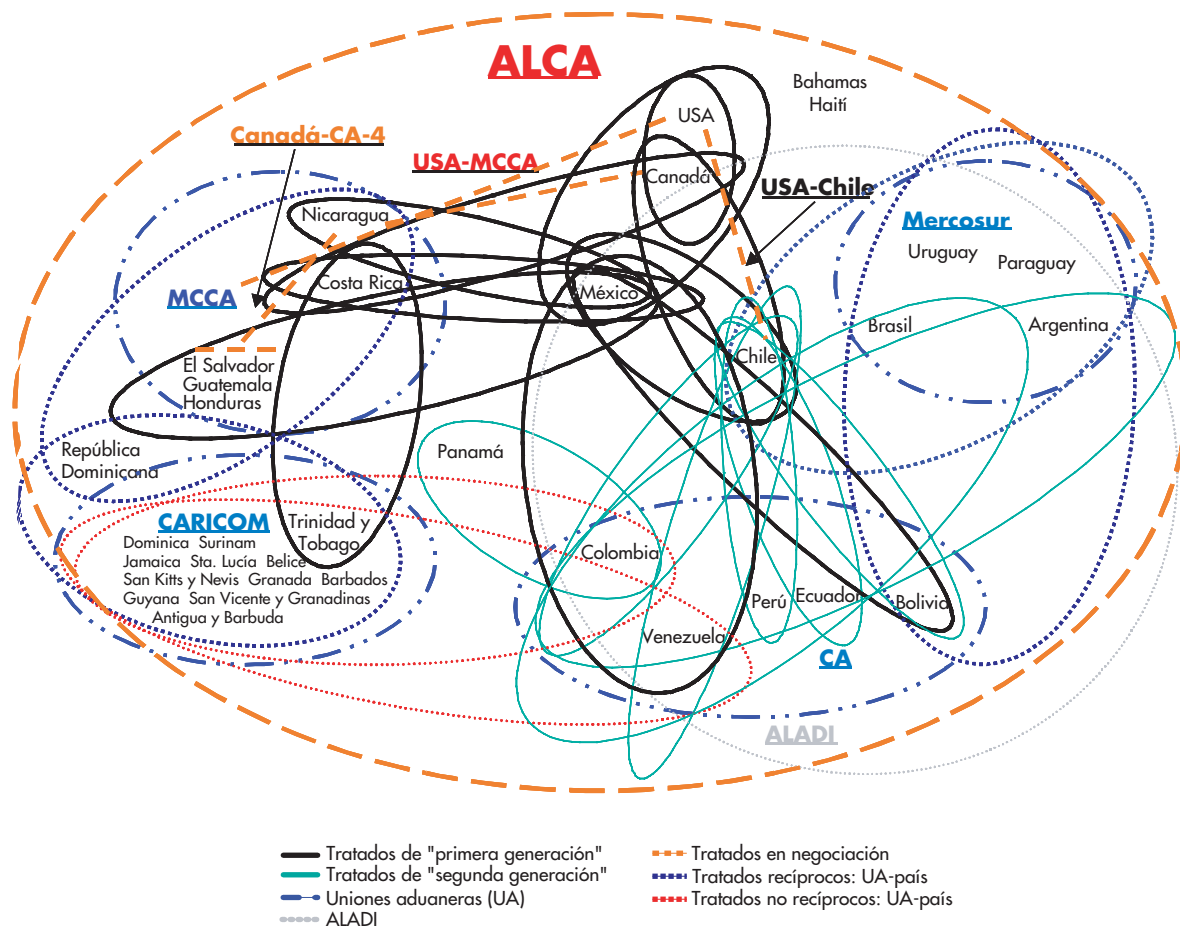 ALCA
Bahamas
Haití
USA
Canadá-CA-4
USA-MCCA
Canadá
USA-Chile
Nicaragua
Mercosur
Uruguay
Paraguay
Costa Rica
México
MCCA
Brasil
Argentina
Chile
El Salvador
Guatemala
Honduras
República
Dominicana
Panamá
CARICOM
Trinidad y
Tobago
Dominica Surinam
Jamaica Sta. Lucía Belice
San Kitts y Nevis Granada Barbados
Guyana San Vicente y Granadinas
Antigua y Barbuda
Colombia
Perú
Ecuador
Bolivia
Venezuela
CA
ALADI
Tratados de "primera generación"
Tratados de "segunda generación"
Uniones aduaneras (UA)
ALADI
Tratados en negociación
Tratados recíprocos: UA-país
Tratados no recíprocos: UA-país